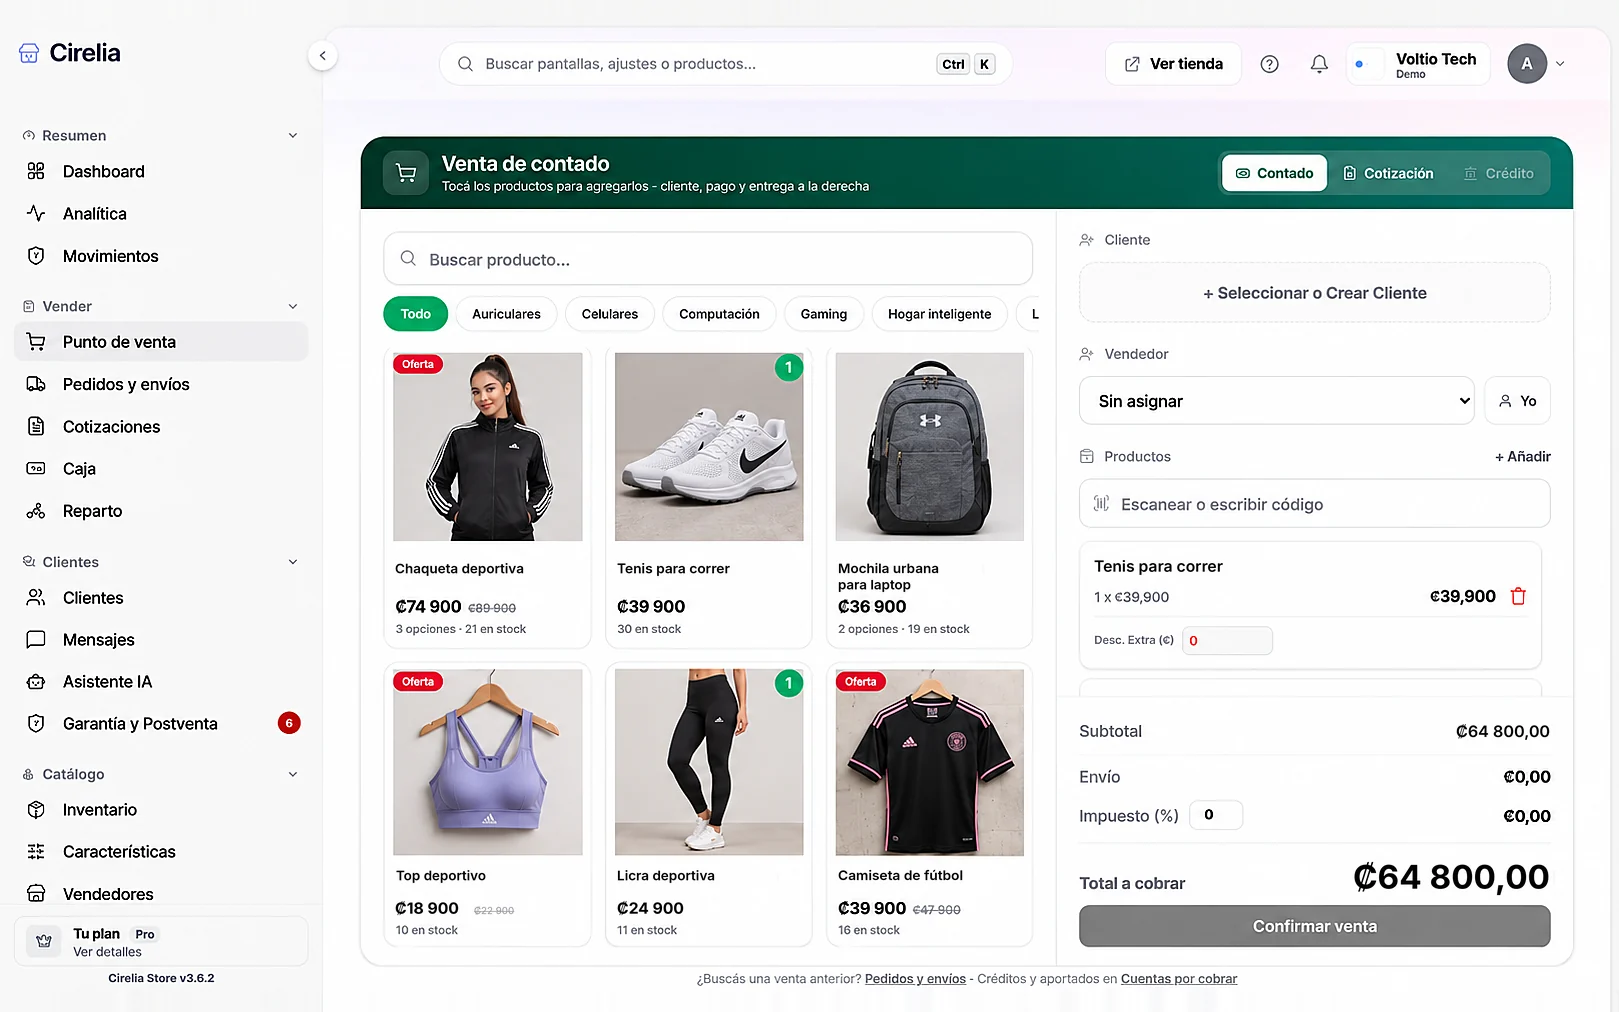 Cirelia
Buscar pantallas, ajustes o productos...
Ctrl K
Ver tienda
Voltio Tech
Demo
A
Resumen
Dashboard
Analítica
Movimientos
Vender
Punto de venta
Pedidos y envíos
Cotizaciones
Caja
Reparto
Clientes
Clientes
Mensajes
Asistente IA
Garantía y Postventa
6
Catálogo
Inventario
Características
Vendedores
Tu plan Pro
Ver detalles
Cirelia Store v3.6.2
Venta de contado
Tocá los productos para agregarlos - cliente, pago y entrega a la derecha
Contado
Cotización
Crédito
Buscar producto...
Todo
Auriculares
Celulares
Computación
Gaming
Hogar inteligente
L
Oferta
Chaqueta deportiva
₡74 900 ₡89-900
3 opciones · 21 en stock
1
Tenis para correr
₡39 900
30 en stock
Mochila urbana
para laptop
₡36 900
2 opciones · 19 en stock
Oferta
Top deportivo
₡18 900 ₡22 900
10 en stock
1
Licra deportiva
₡24 900
11 en stock
Oferta
Camiseta de fútbol
₡39 900 ₡47-900
16 en stock
Cliente
+ Seleccionar o Crear Cliente
Vendedor
Sin asignar
Yo
Productos
+ Añadir
Escanear o escribir código
Tenis para correr
1 x ₡39,900
₡39,900
Desc. Extra (₡) 0
Subtotal ₡64 800,00
Envío ₡0,00
Impuesto (%) 0 ₡0,00
Total a cobrar ₡64 800,00
Confirmar venta
¿Buscás una venta anterior? Pedidos y envíos - Créditos y aportados en Cuentas por cobrar